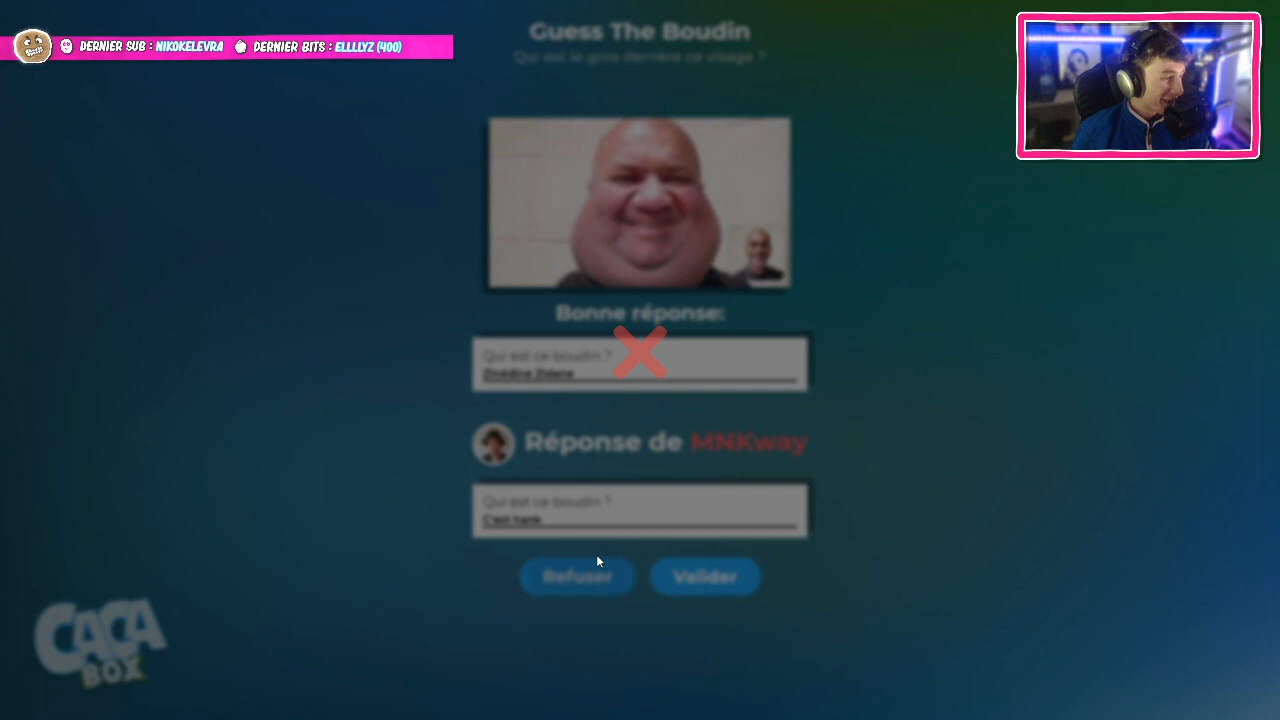 Guess The Boudin
Qui est le gros derrière ce visage ?
DERNIER SUB : NIKOKELEVRA DERNIER BITS : ELLLLYZ (400)
Bonne réponse:
Qui est ce boudin ?
Zinédine Zidane
Réponse de MNKway
Qui est ce boudin ?
C'est hank
Refuser Valider
CACA
BOX